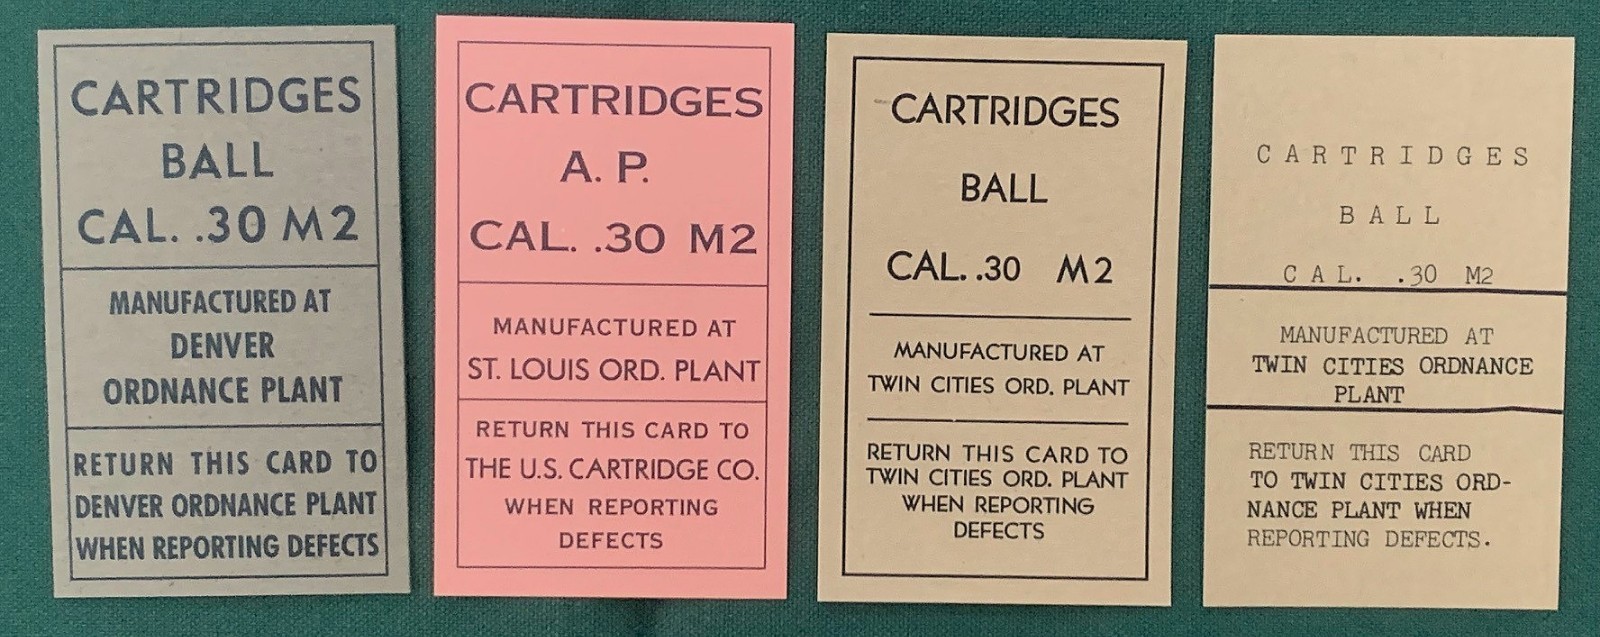 CARTRIDGES
BALL
CAL. .30 M2
MANUFACTURED AT
DENVER
ORDNANCE PLANT
RETURN THIS CARD TO
DENVER ORDNANCE PLANT
WHEN REPORTING DEFECTS
CARTRIDGES
A. P.
CAL. .30 M2
MANUFACTURED AT
ST. LOUIS ORD. PLANT
RETURN THIS CARD TO
THE U.S. CARTRIDGE CO.
WHEN REPORTING
DEFECTS
CARTRIDGES
BALL
CAL. .30 M2
MANUFACTURED AT
TWIN CITIES ORD. PLANT
RETURN THIS CARD TO
TWIN CITIES ORD. PLANT
WHEN REPORTING
DEFECTS
CARTRIDGES
BALL
CAL. .30 M2
MANUFACTURED AT
TWIN CITIES ORDNANCE
PLANT
RETURN THIS CARD
TO TWIN CITIES ORD-
NANCE PLANT WHEN
REPORTING DEFECTS.